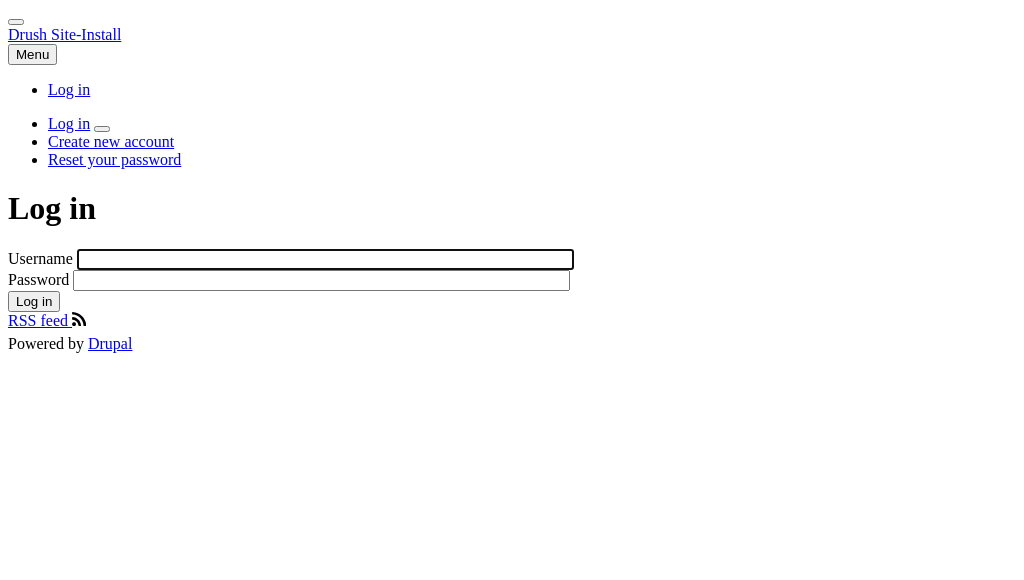 Drush Site-Install
Menu
Log in
Log in
Create new account
Reset your password
Log in
Username
Password
Log in
RSS feed
Powered by Drupal